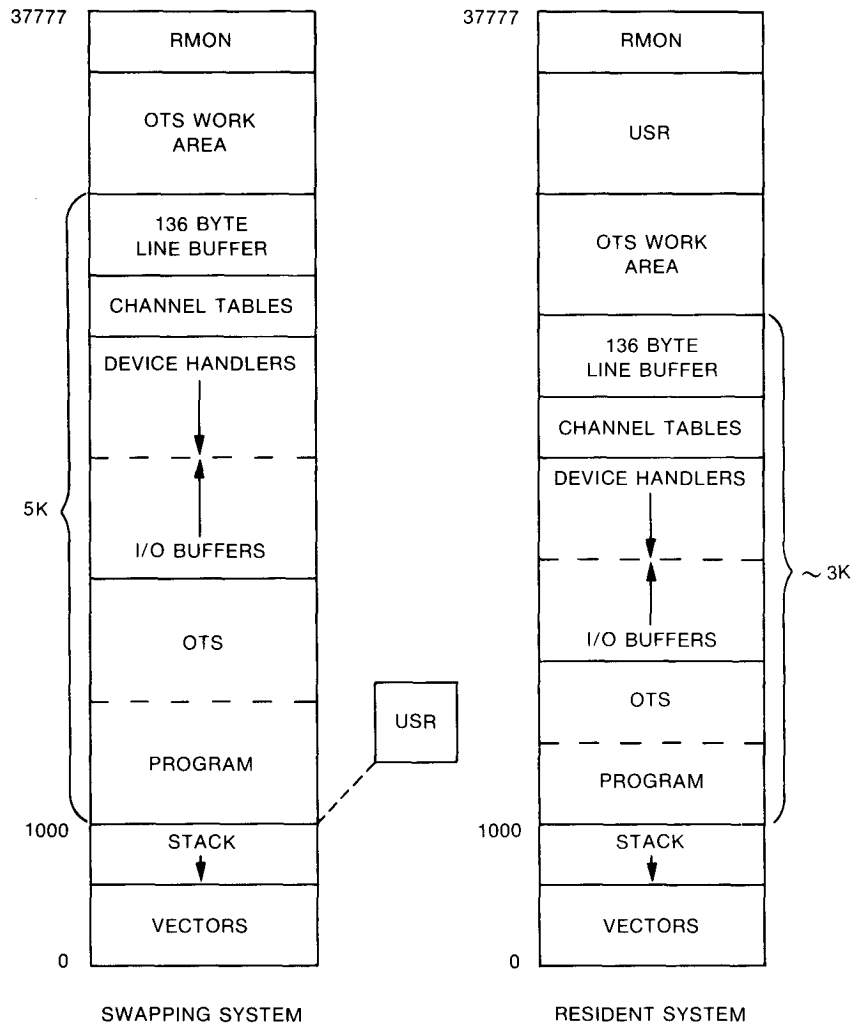 37777
RMON
OTS WORK
AREA
136 BYTE
LINE BUFFER
CHANNEL TABLES
DEVICE HANDLERS
5K
I/O BUFFERS
OTS
USR
PROGRAM
1000
STACK
VECTORS
0
SWAPPING SYSTEM
37777
RMON
USR
OTS WORK
AREA
136 BYTE
LINE BUFFER
CHANNEL TABLES
DEVICE HANDLERS
~ 3K
I/O BUFFERS
OTS
PROGRAM
1000
STACK
VECTORS
0
RESIDENT SYSTEM